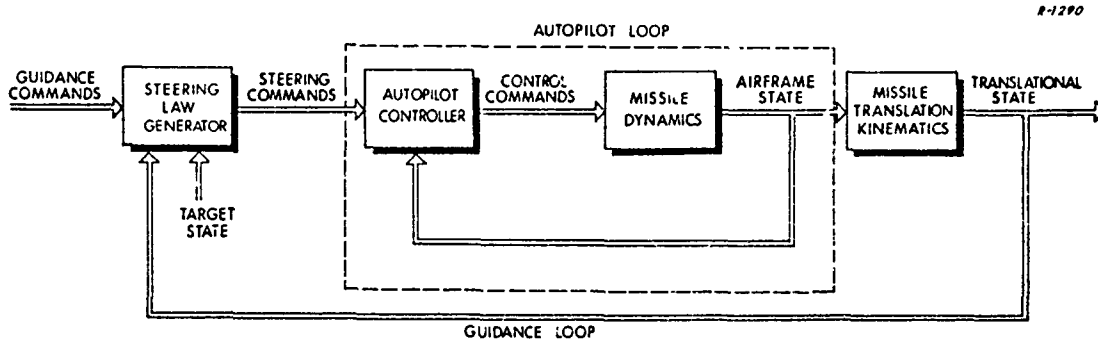 R-1290
AUTOPILOT LOOP
GUIDANCE
COMMANDS
STEERING
LAW
GENERATOR
STEERING
COMMANDS
AUTOPILOT
CONTROLLER
CONTROL
COMMANDS
MISSILE
DYNAMICS
AIRFRAME
STATE
MISSILE
TRANSLATION
KINEMATICS
TRANSLATIONAL
STATE
TARGET
STATE
GUIDANCE LOOP